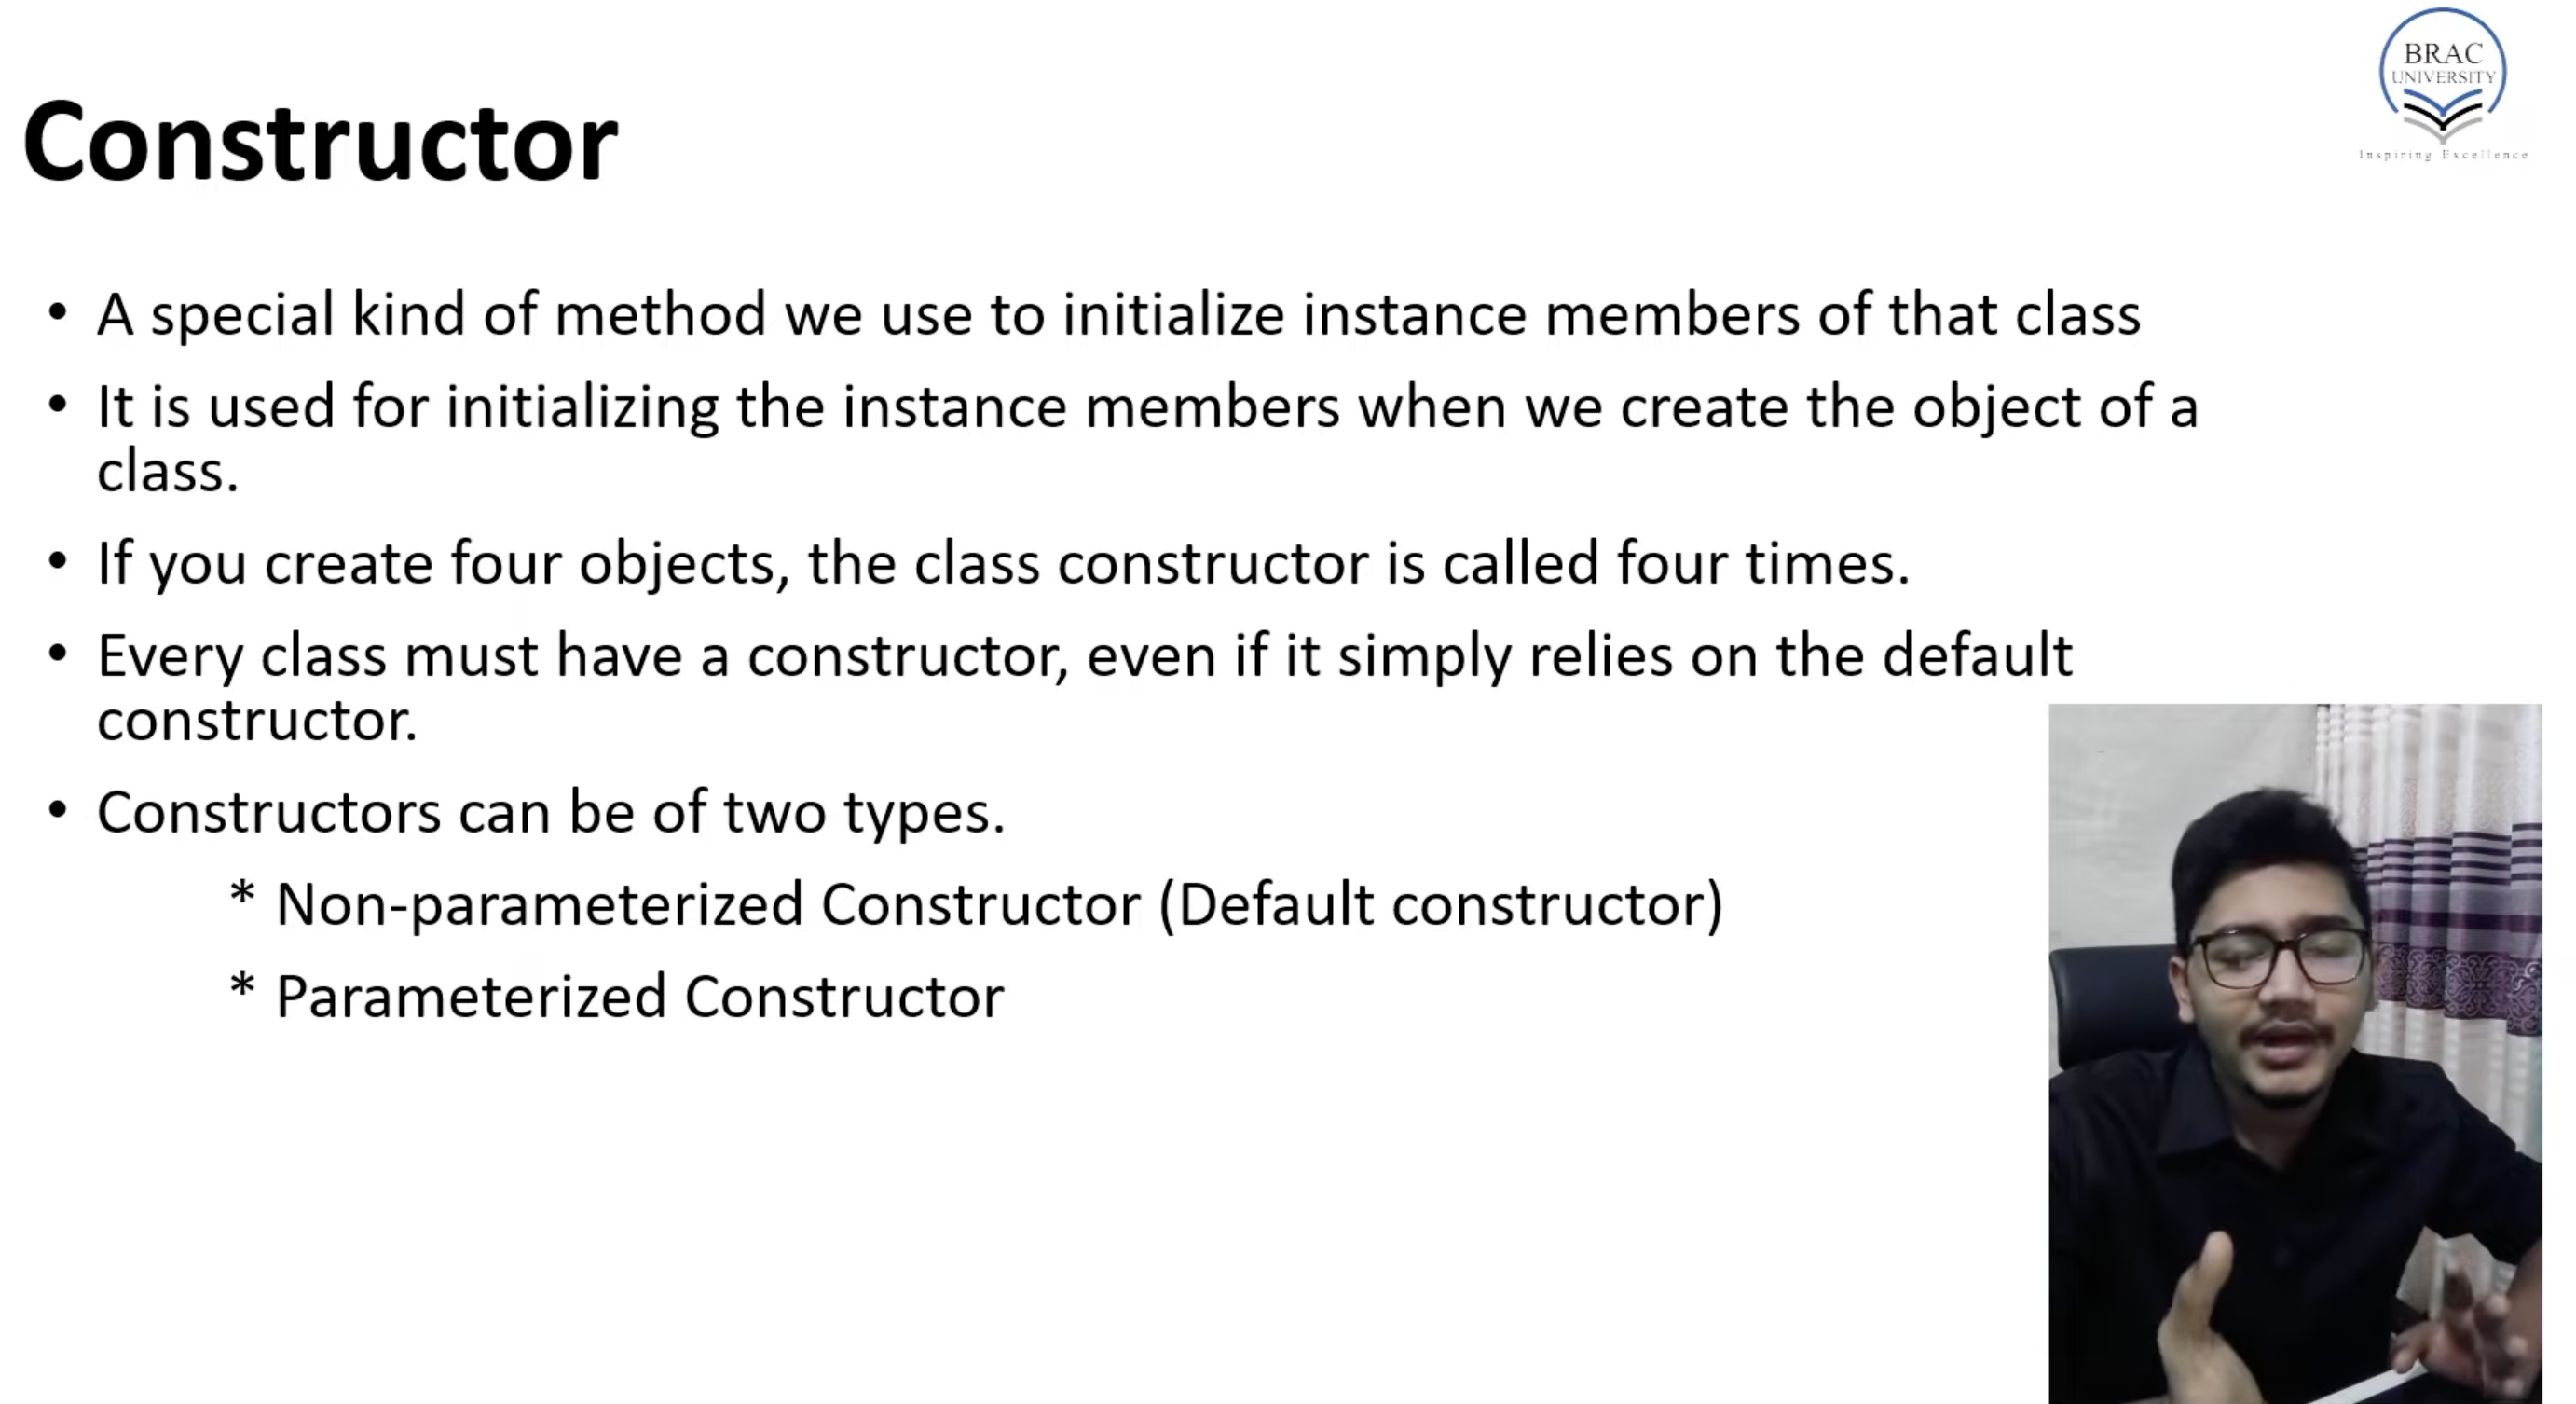 BRAC
UNIVERSITY
Inspiring Excellence
Constructor
• A special kind of method we use to initialize instance members of that class
• It is used for initializing the instance members when we create the object of a
class.
• If you create four objects, the class constructor is called four times.
• Every class must have a constructor, even if it simply relies on the default
constructor.
• Constructors can be of two types.
* Non-parameterized Constructor (Default constructor)
* Parameterized Constructor